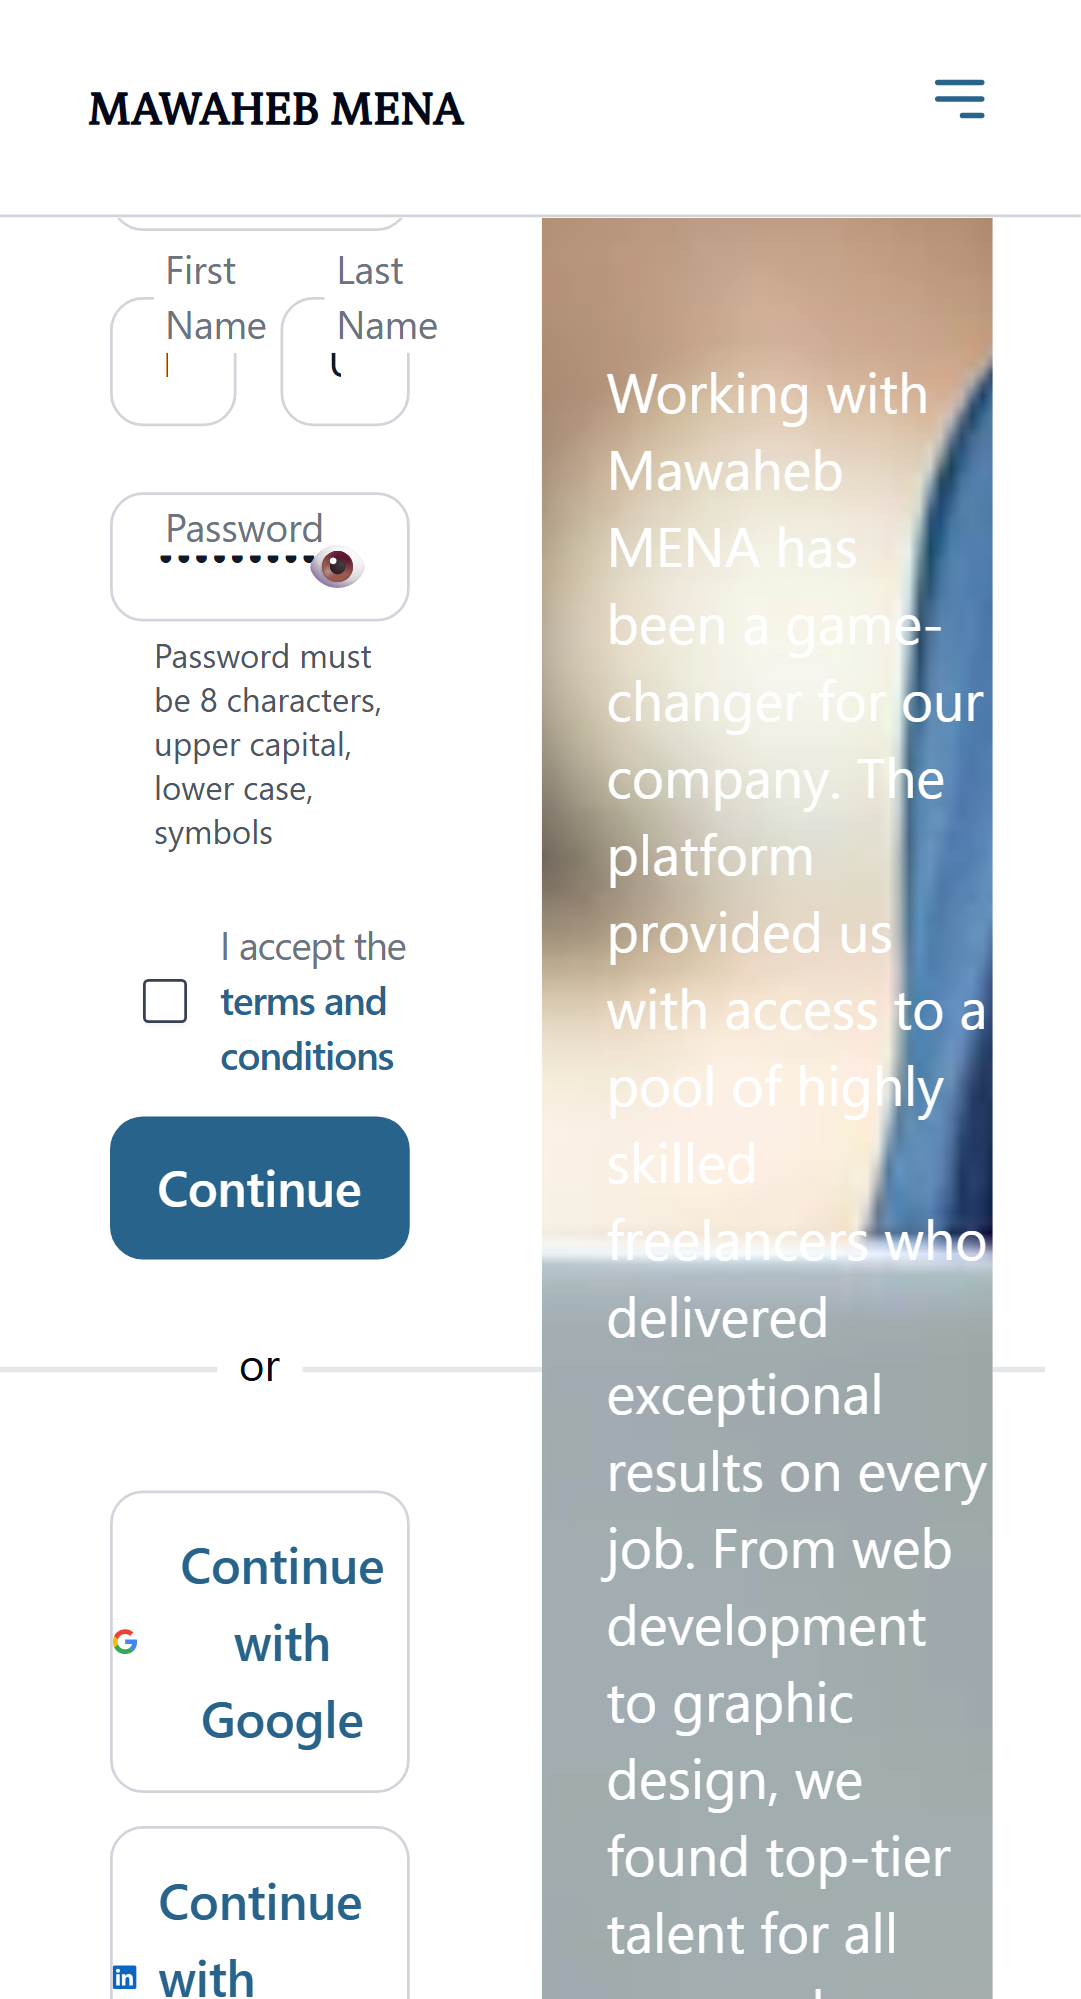 MAWAHEB MENA
First
Name
Last
Name
Password
Password must
be 8 characters,
upper capital,
lower case,
symbols
I accept the
terms and
conditions
Continue
or
Continue
with
Google
Continue
with
Working with
Mawaheb
MENA has
been a game-
changer for our
company. The
platform
provided us
with access to a
pool of highly
skilled
freelancers who
delivered
exceptional
results on every
job. From web
development
to graphic
design, we
found top-tier
talent for all